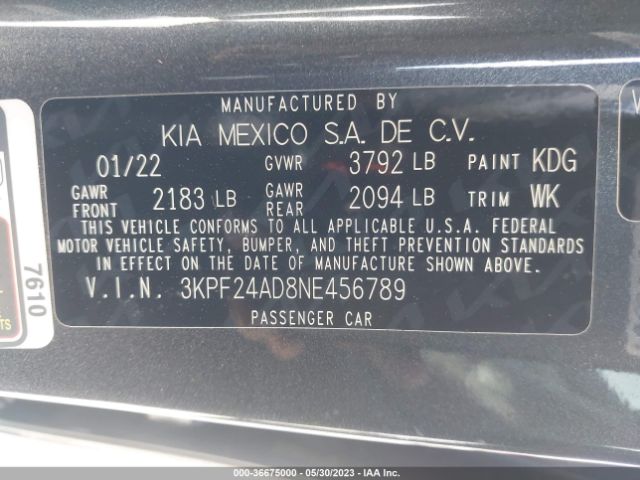 MANUFACTURED BY
KIA MEXICO S.A. DE C.V.
01/22 GVWR 3792 LB PAINT KDG
GAWR FRONT 2183 LB GAWR REAR 2094 LB TRIM WK
THIS VEHICLE CONFORMS TO ALL APPLICABLE U.S.A. FEDERAL
MOTOR VEHICLE SAFETY, BUMPER, AND THEFT PREVENTION STANDARDS
IN EFFECT ON THE DATE OF MANUFACTURE SHOWN ABOVE.
V.I.N. 3KPF24AD8NE456789
PASSENGER CAR
7610
000-36675000 - 05/30/2023 - COPYRIGHT IAA, LLC